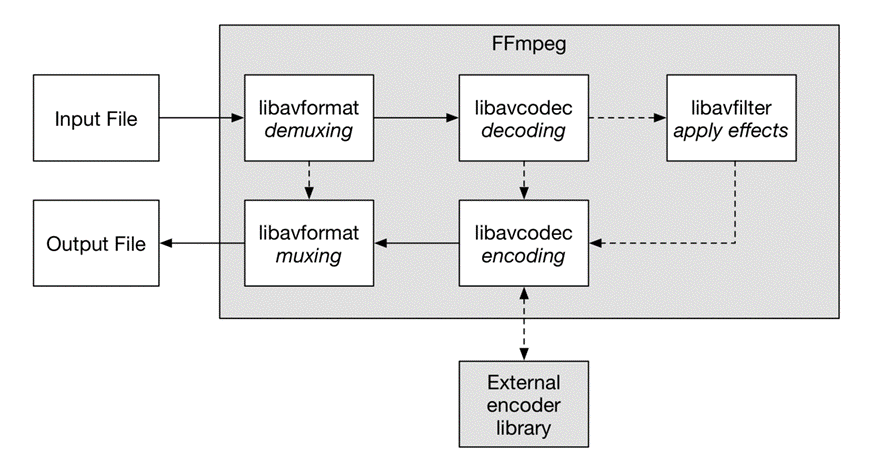 FFmpeg
Input File
libavformat
demuxing
libavcodec
decoding
libavfilter
apply effects
Output File
libavformat
muxing
libavcodec
encoding
External
encoder
library